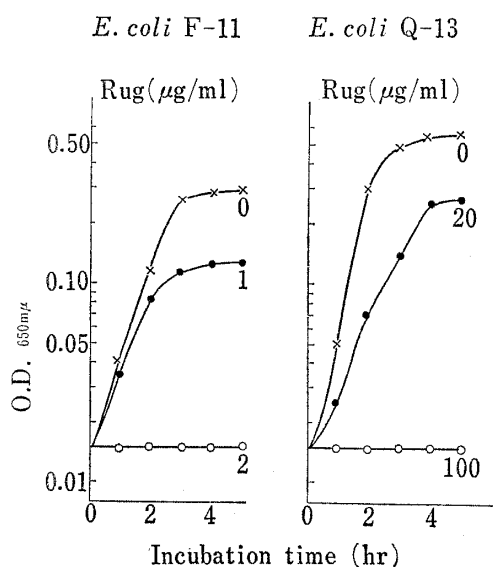 E. coli F-11
E. coli Q-13
Rug(μg/ml)
Rug(μg/ml)
0.50
0.10
0.05
0.01
O.D. 650mμ
0
1
2
0
20
100
0 2 4
0 2 4
Incubation time (hr)